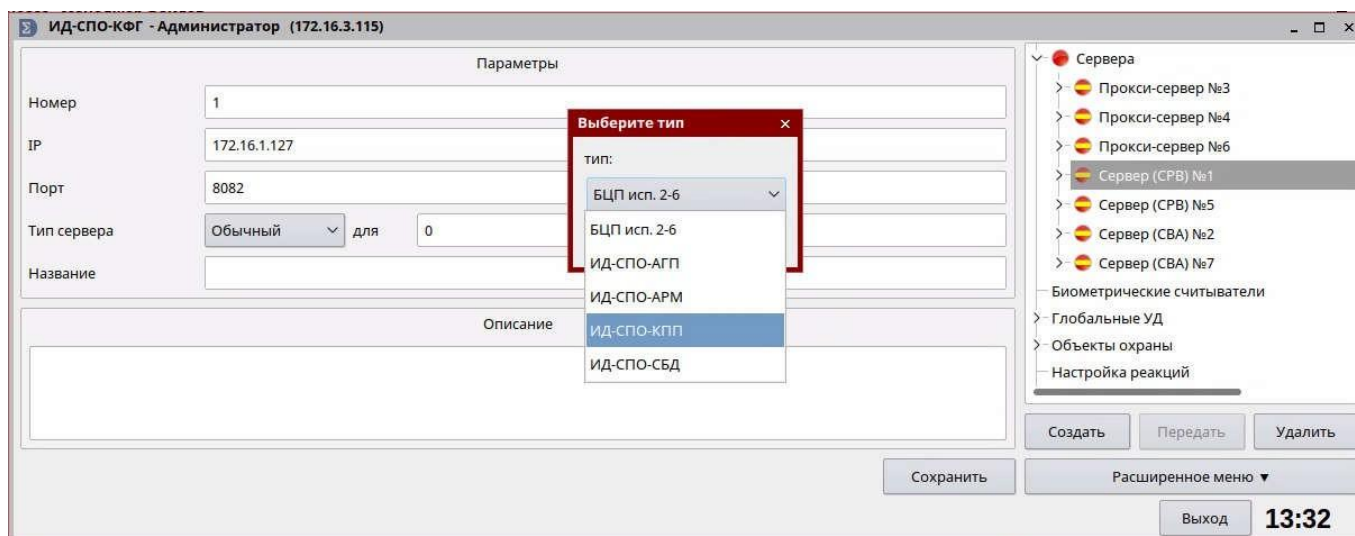 ИД-СПО-КФГ - Администратор (172.16.3.115)
Параметры
Номер
1
IP
172.16.1.127
Порт
8082
Тип сервера
Обычный
для
0
Название
Описание
Сохранить
Выберите тип
тип:
БЦП исп. 2-6
БЦП исп. 2-6
ИД-СПО-АГП
ИД-СПО-АРМ
ИД-СПО-КПП
ИД-СПО-СБД
Сервера
Прокси-сервер №3
Прокси-сервер №4
Прокси-сервер №6
Сервер (СРВ) №1
Сервер (СРВ) №5
Сервер (СВА) №2
Сервер (СВА) №7
Биометрические считыватели
Глобальные УД
Объекты охраны
Настройка реакций
Создать
Передать
Удалить
Расширенное меню ▼
Выход
13:32